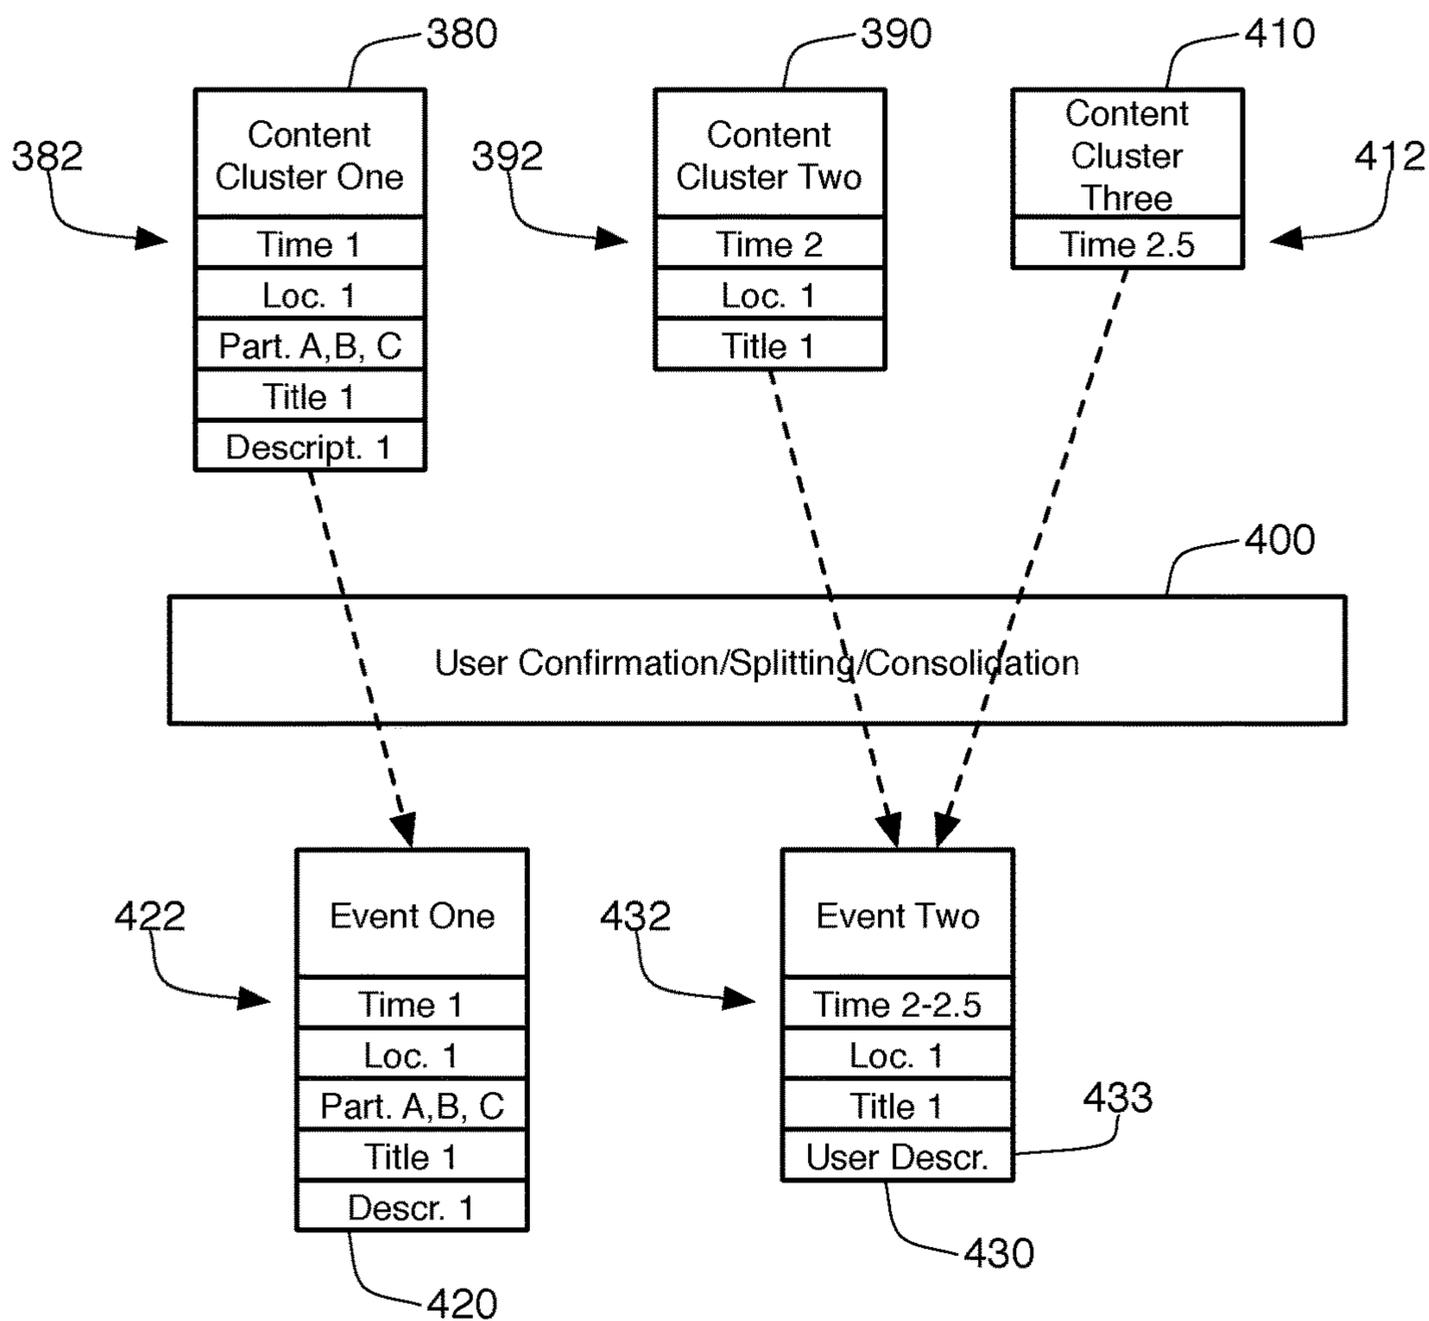 380
390
410
Content
Cluster One
Content
Cluster Two
Content
Cluster
Three
382
392
412
Time 1
Time 2
Time 2.5
Loc. 1
Loc. 1
Part. A,B, C
Title 1
Title 1
Descript. 1
400
User Confirmation/Splitting/Consolidation
Event One
Event Two
422
432
Time 1
Time 2-2.5
Loc. 1
Loc. 1
Part. A,B, C
Title 1
433
Title 1
User Descr.
Descr. 1
430
420